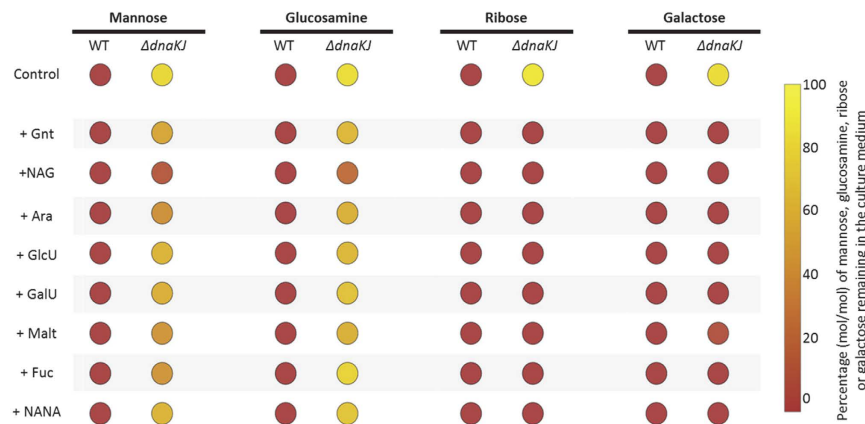 Mannose Glucosamine Ribose Galactose
WT ΔdnaKJ WT ΔdnaKJ WT ΔdnaKJ WT ΔdnaKJ
Control
+ Gnt
+NAG
+ Ara
+ GlcU
+ GalU
+ Malt
+ Fuc
+ NANA
100
80
60
40
20
0
Percentage (mol/mol) of mannose, glucosamine, ribose
or galactose remaining in the culture medium